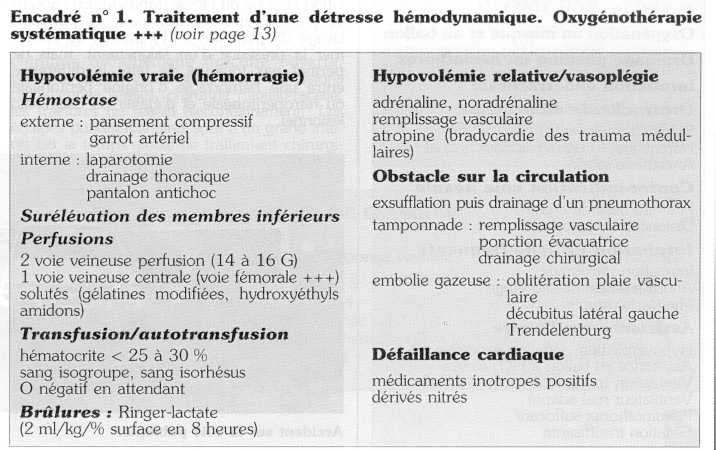 Encadré n° 1. Traitement d'une détresse hémodynamique. Oxygénothérapie
systématique +++ (voir page 13)
Hypovolémie vraie (hémorragie)
Hémostase
externe : pansement compressif
garrot artériel
interne : laparotomie
drainage thoracique
pantalon antichoc
Surélévation des membres inférieurs
Perfusions
2 voie veineuse perfusion (14 à 16 G)
1 voie veineuse centrale (voie fémorale +++)
solutés (gélatines modifiées, hydroxyéthyls
amidons)
Transfusion/autotransfusion
hématocrite < 25 à 30 %
sang isogroupe, sang isorhésus
O négatif en attendant
Brûlures : Ringer-lactate
(2 ml/kg/% surface en 8 heures)
Hypovolémie relative/vasoplégie
adrénaline, noradrénaline
remplissage vasculaire
atropine (bradycardie des trauma médul-
laires)
Obstacle sur la circulation
exsufflation puis drainage d'un pneumothorax
tamponnade : remplissage vasculaire
ponction évacuatrice
drainage chirurgical
embolie gazeuse : oblitération plaie vascu-
laire
décubitus latéral gauche
Trendelenburg
Défaillance cardiaque
médicaments inotropes positifs
dérivés nitrés